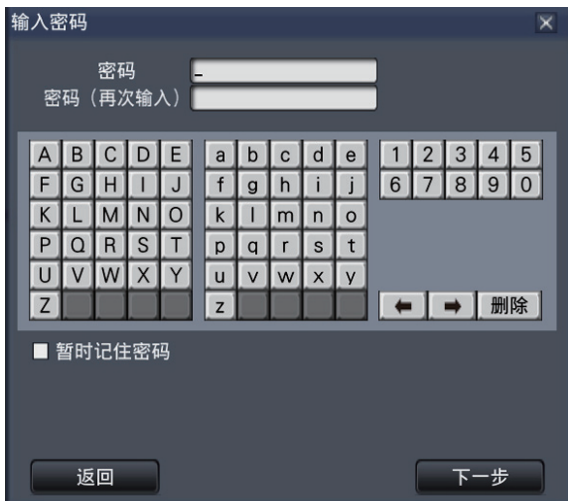 输入密码
密码
_
密码（再次输入）
A B C D E a b c d e 1 2 3 4 5
F G H I J f g h i j 6 7 8 9 0
K L M N O k l m n o
P Q R S T p q r s t
U V W X Y u v w x y
Z z ⬅ ➡ 删除
暂时记住密码
返回 下一步